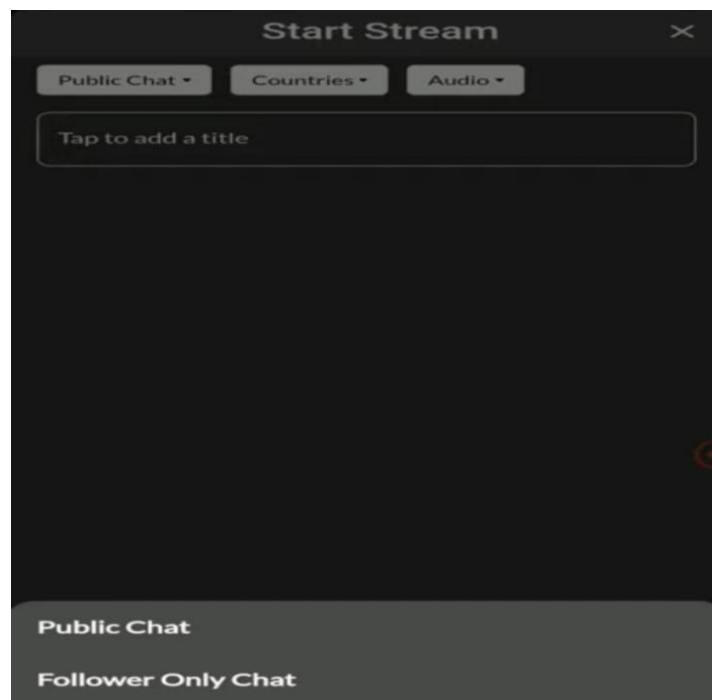 Start Stream
Public Chat Countries Audio
Tap to add a title
Public Chat
Follower Only Chat